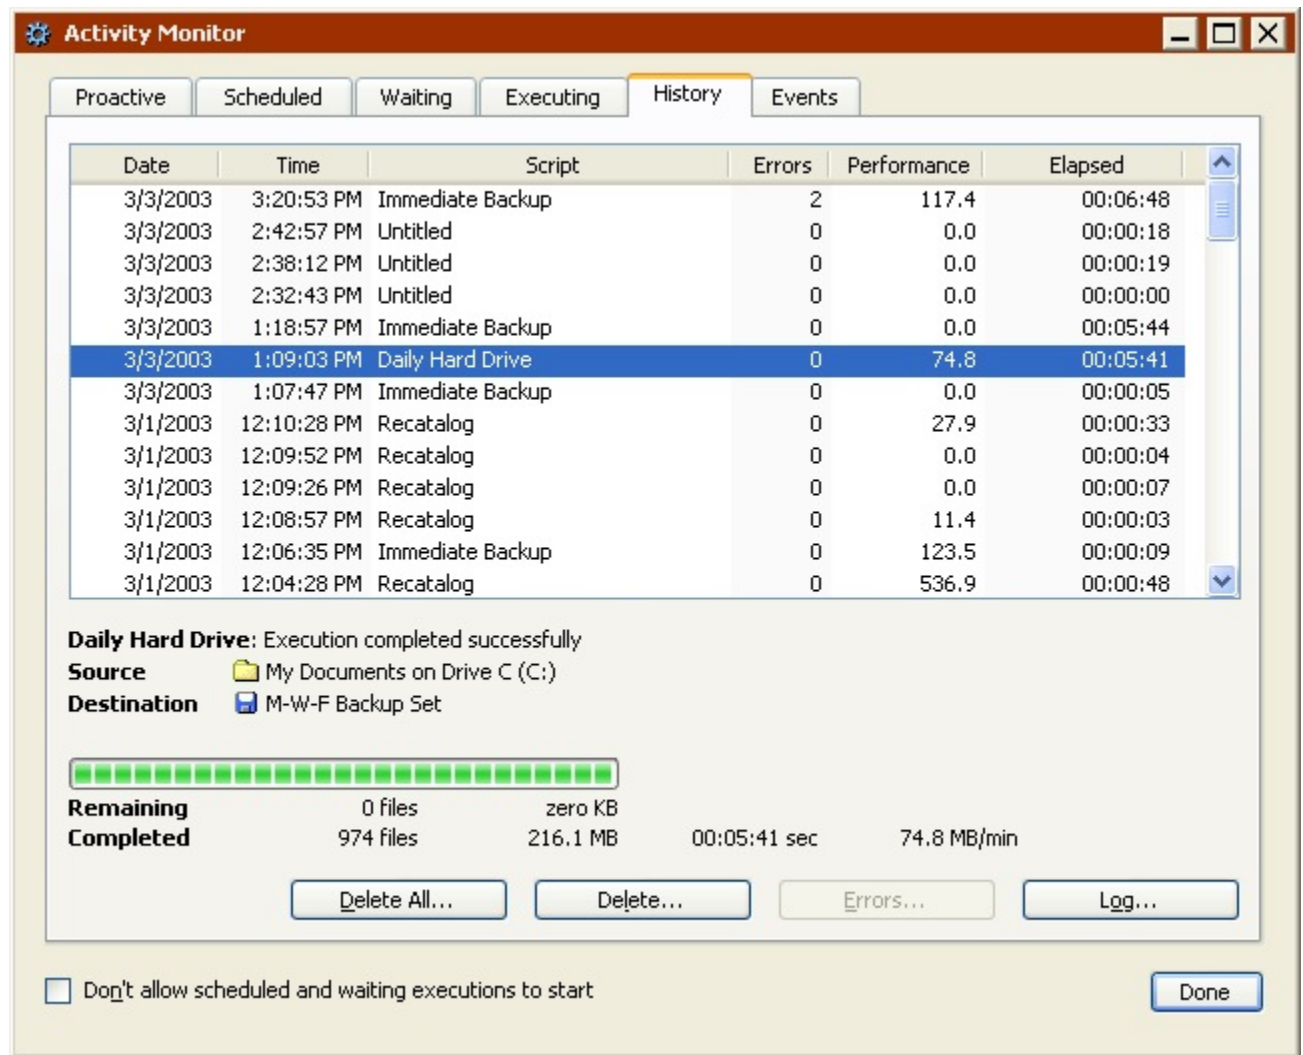 Activity Monitor
Proactive Scheduled Waiting Executing History Events
Date Time Script Errors Performance Elapsed
3/3/2003 3:20:53 PM Immediate Backup 2 117.4 00:06:48
3/3/2003 2:42:57 PM Untitled 0 0.0 00:00:18
3/3/2003 2:38:12 PM Untitled 0 0.0 00:00:19
3/3/2003 2:32:43 PM Untitled 0 0.0 00:00:00
3/3/2003 1:18:57 PM Immediate Backup 0 0.0 00:05:44
3/3/2003 1:09:03 PM Daily Hard Drive 0 74.8 00:05:41
3/3/2003 1:07:47 PM Immediate Backup 0 0.0 00:00:05
3/1/2003 12:10:28 PM Recatalog 0 27.9 00:00:33
3/1/2003 12:09:52 PM Recatalog 0 0.0 00:00:04
3/1/2003 12:09:26 PM Recatalog 0 0.0 00:00:07
3/1/2003 12:08:57 PM Recatalog 0 11.4 00:00:03
3/1/2003 12:06:35 PM Immediate Backup 0 123.5 00:00:09
3/1/2003 12:04:28 PM Recatalog 0 536.9 00:00:48
Daily Hard Drive: Execution completed successfully
Source My Documents on Drive C (C:)
Destination M-W-F Backup Set
Remaining 0 files zero KB
Completed 974 files 216.1 MB 00:05:41 sec 74.8 MB/min
Delete All... Delete... Errors... Log...
Don't allow scheduled and waiting executions to start Done